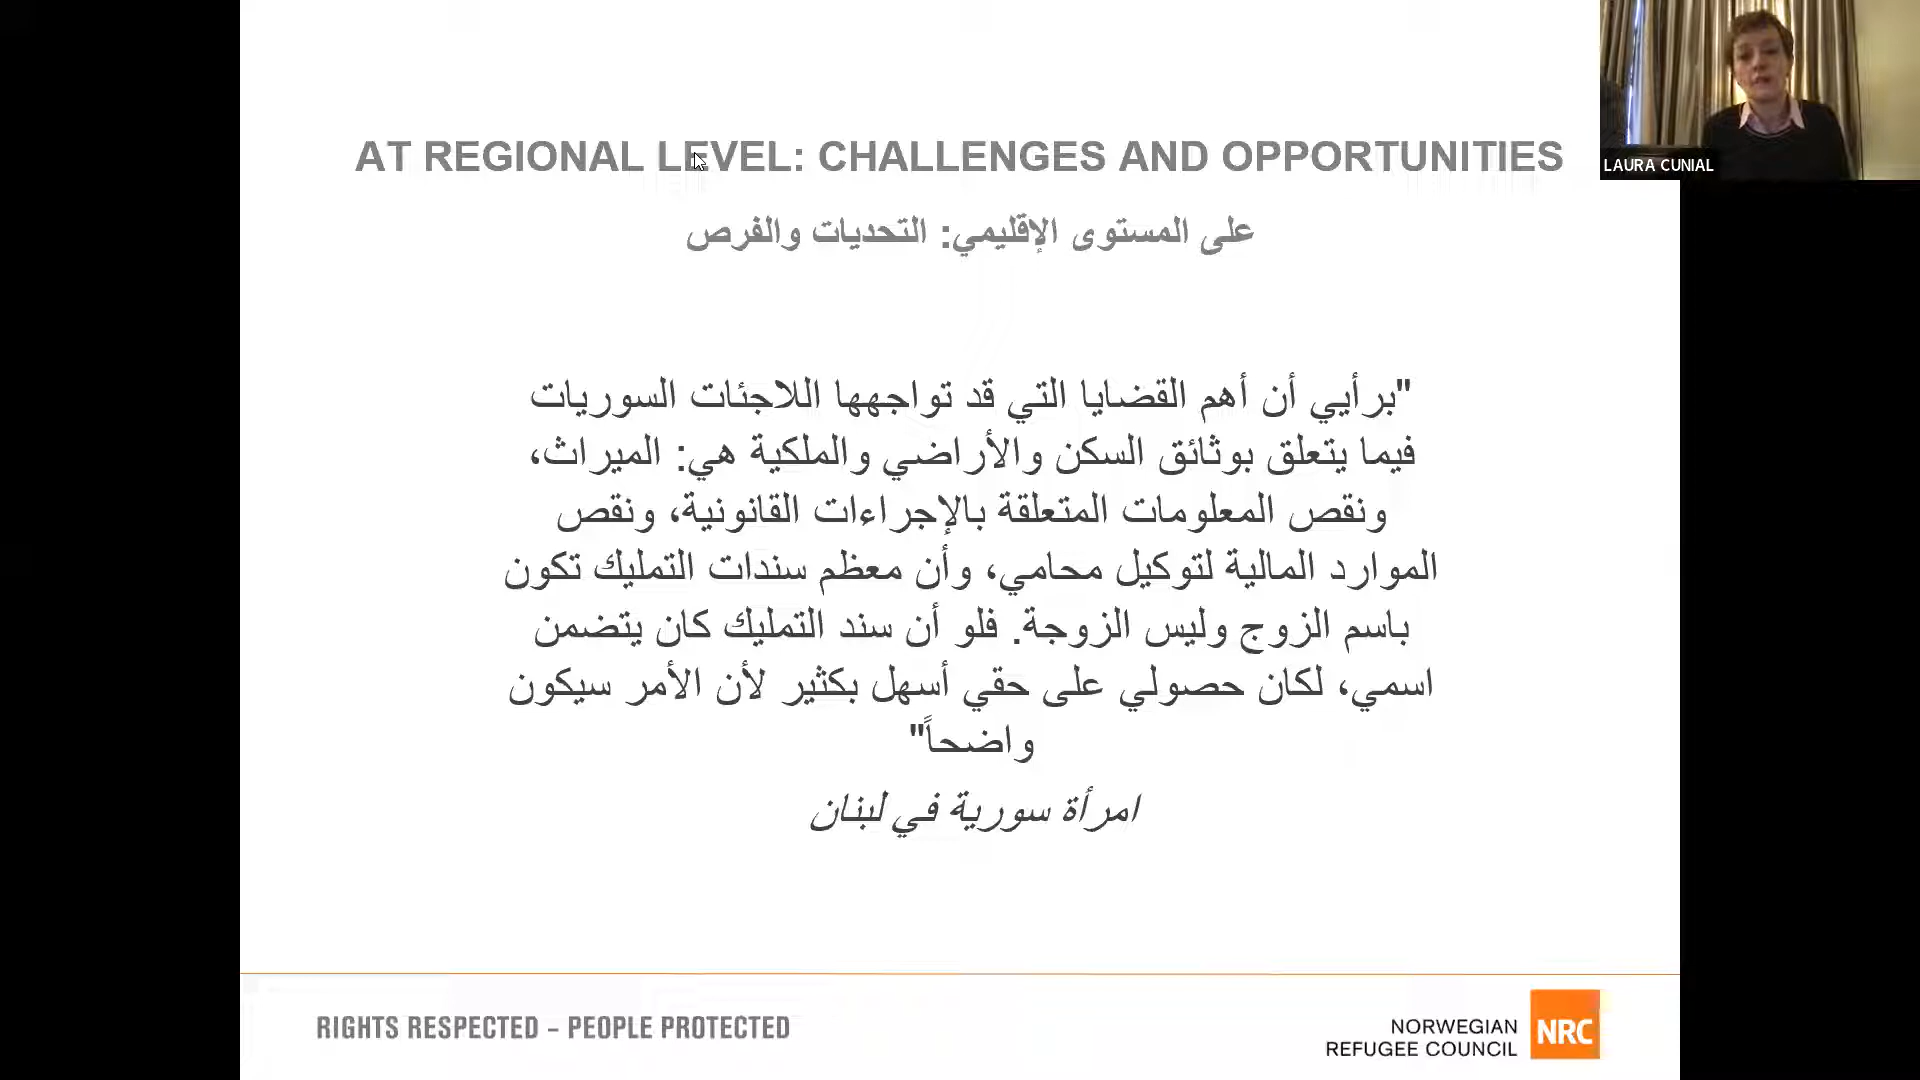 AT REGIONAL LEVEL: CHALLENGES AND OPPORTUNITIES
على المستوى الإقليمي: التحديات والفرص
"برأيي أن أهم القضايا التي قد تواجهها اللاجئات السوريات
فيما يتعلق بوثائق السكن والأراضي والملكية هي: الميراث،
ونقص المعلومات المتعلقة بالإجراءات القانونية، ونقص
الموارد المالية لتوكيل محامي، وأن معظم سندات التمليك تكون
باسم الزوج وليس الزوجة. فلو أن سند التمليك كان يتضمن
اسمي، لكان حصولي على حقي أسهل بكثير لأن الأمر سيكون
واضحاً"
امرأة سورية في لبنان
RIGHTS RESPECTED – PEOPLE PROTECTED
NORWEGIAN
REFUGEE COUNCIL
NRC
LAURA CUNIAL